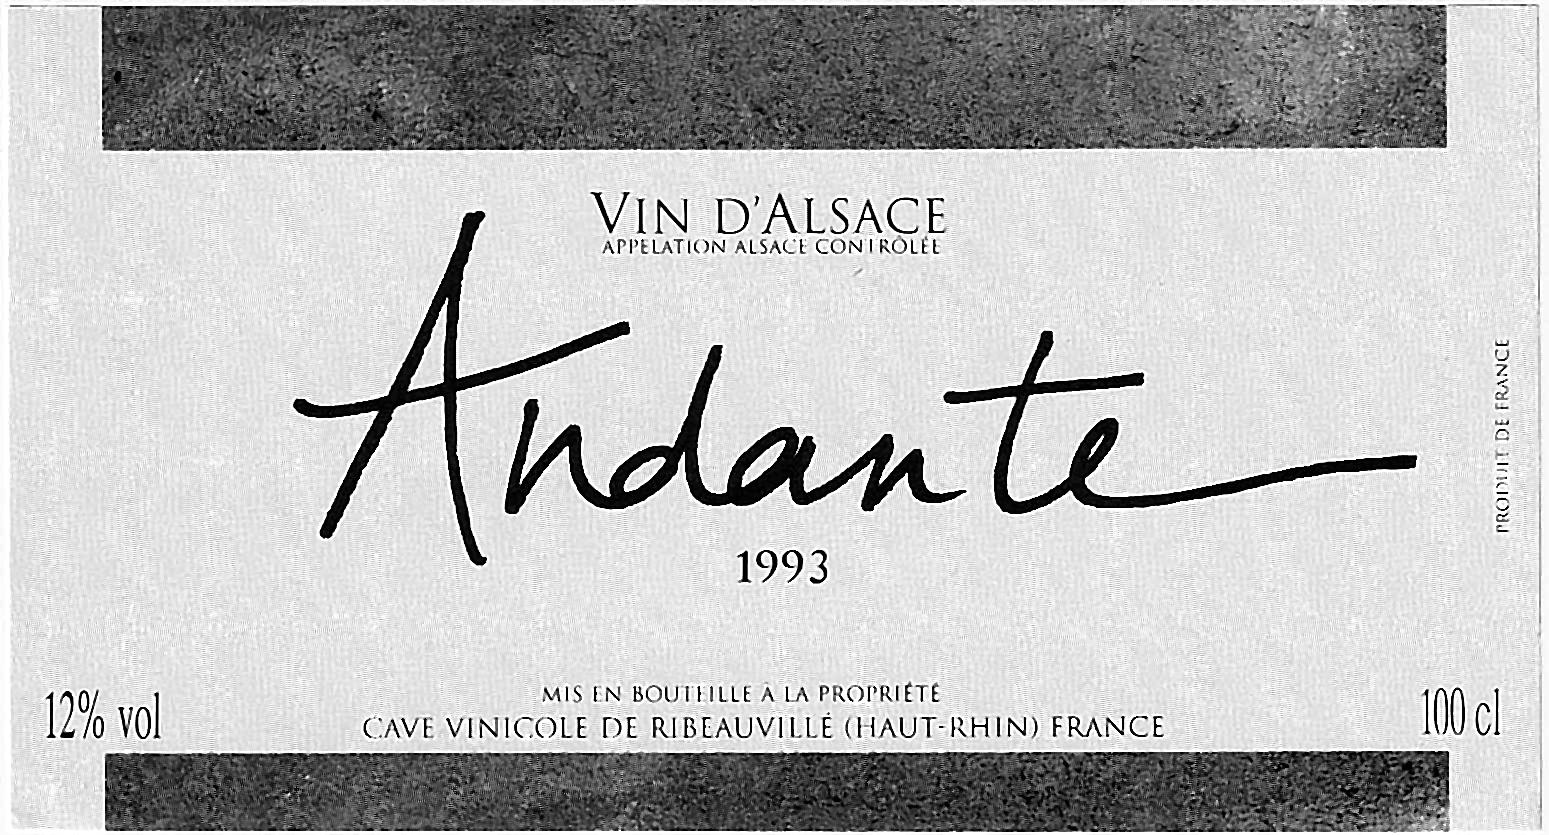 VIN D'ALSACE
APPELATION ALSACE CONTRÔLÉE
Andante
1993
PRODUIT DE FRANCE
MIS EN BOUTEILLE À LA PROPRIÉTÉ
12% vol
CAVE VINICOLE DE RIBEAUVILLÉ (HAUT-RHIN) FRANCE
100 cl